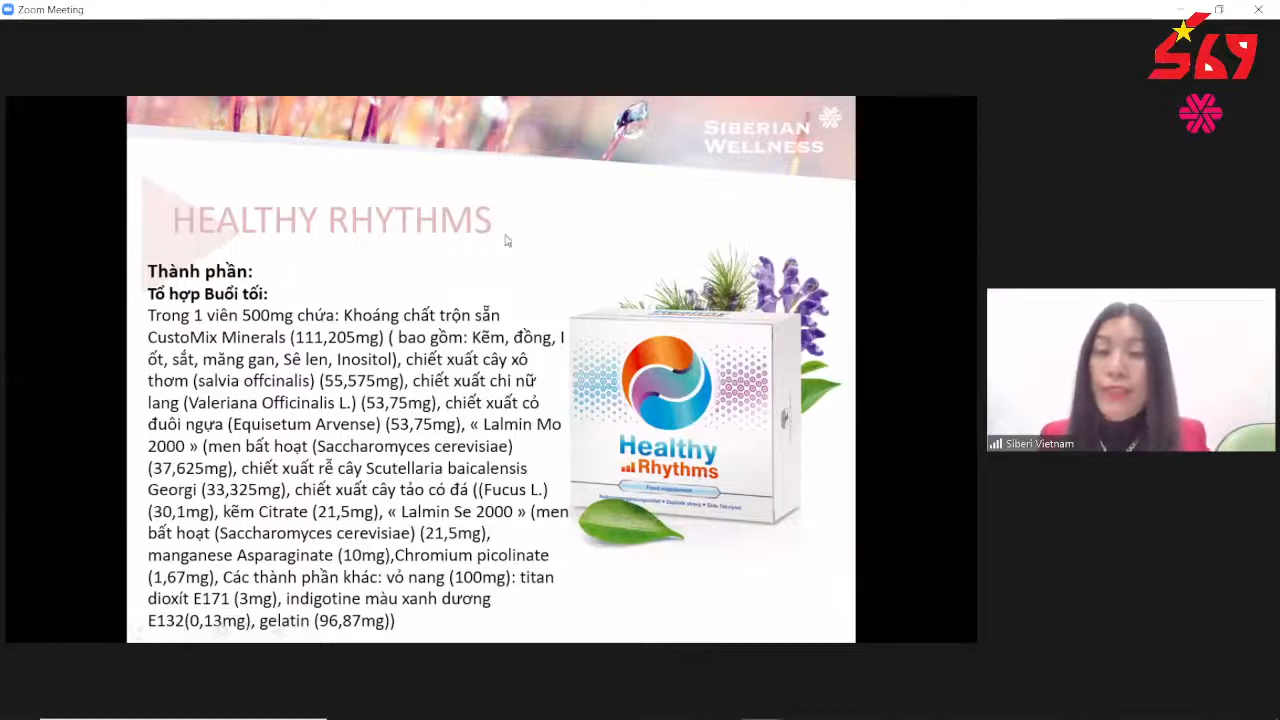 Zoom Meeting
S69
SIBERIAN
WELLNESS
HEALTHY RHYTHMS
Thành phần:
Tổ hợp Buổi tối:
Trong 1 viên 500mg chứa: Khoáng chất trộn sẵn
CustoMix Minerals (111,205mg) ( bao gồm: Kẽm, đồng, I
ốt, sắt, măng gan, Sê len, Inositol), chiết xuất cây xô
thơm (salvia offcinalis) (55,575mg), chiết xuất chi nữ
lang (Valeriana Officinalis L.) (53,75mg), chiết xuất cỏ
đuôi ngựa (Equisetum Arvense) (53,75mg), « Lalmin Mo
2000 » (men bất hoạt (Saccharomyces cerevisiae)
(37,625mg), chiết xuất rễ cây Scutellaria baicalensis
Georgi (33,325mg), chiết xuất cây tảo có đá ((Fucus L.)
(30,1mg), kẽm Citrate (21,5mg), « Lalmin Se 2000 » (men
bất hoạt (Saccharomyces cerevisiae) (21,5mg),
manganese Asparaginate (10mg),Chromium picolinate
(1,67mg), Các thành phần khác: vỏ nang (100mg): titan
dioxít E171 (3mg), indigotine màu xanh dương
E132(0,13mg), gelatin (96,87mg))
Healthy
Rhythms
Food supplement
Siberi Vietnam